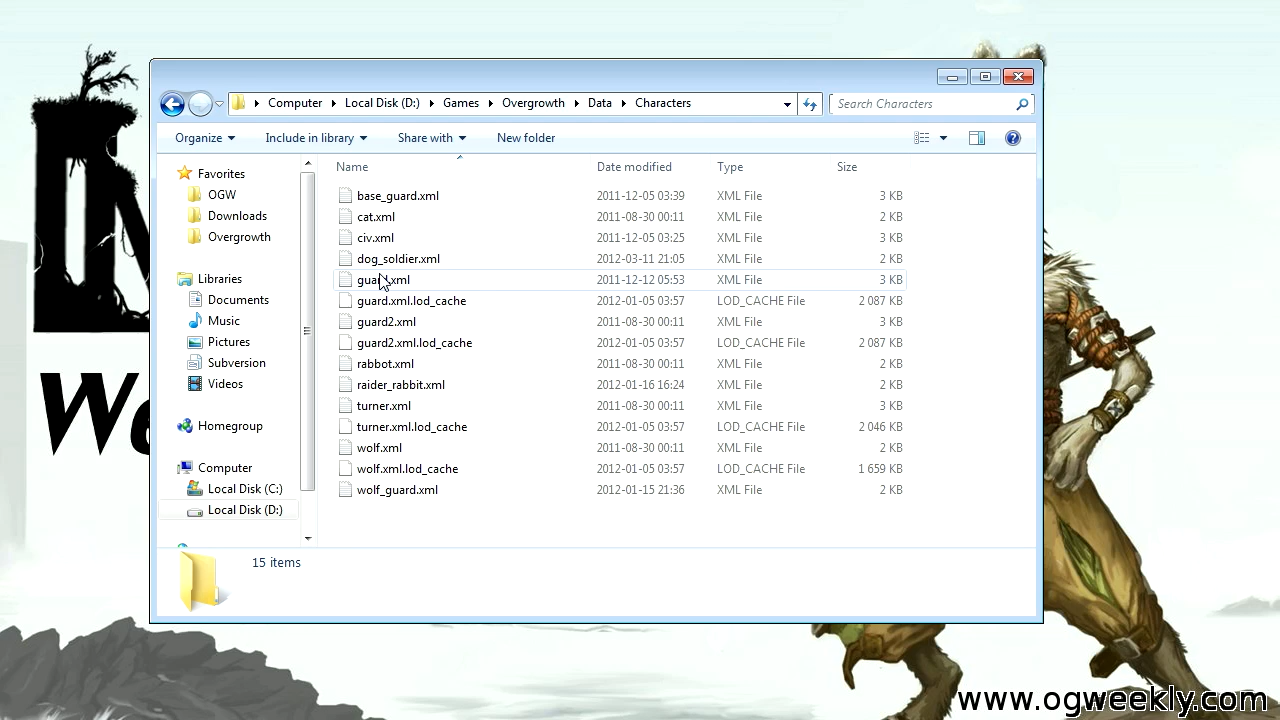 Computer Local Disk (D:) Games Overgrowth Data Characters
Search Characters
Organize Include in library Share with New folder
Name Date modified Type Size
Favorites
OGW
Downloads
Overgrowth
Libraries
Documents
Music
Pictures
Subversion
Videos
Homegroup
Computer
Local Disk (C:)
Local Disk (D:)
base_guard.xml 2011-12-05 03:39 XML File 3 KB
cat.xml 2011-08-30 00:11 XML File 2 KB
civ.xml 2011-12-05 03:25 XML File 3 KB
dog_soldier.xml 2012-03-11 21:05 XML File 2 KB
guard.xml 2011-12-12 05:53 XML File 3 KB
guard.xml.lod_cache 2012-01-05 03:57 LOD_CACHE File 2 087 KB
guard2.xml 2011-08-30 00:11 XML File 3 KB
guard2.xml.lod_cache 2012-01-05 03:57 LOD_CACHE File 2 087 KB
rabbot.xml 2011-08-30 00:11 XML File 2 KB
raider_rabbit.xml 2012-01-16 16:24 XML File 2 KB
turner.xml 2011-08-30 00:11 XML File 3 KB
turner.xml.lod_cache 2012-01-05 03:57 LOD_CACHE File 2 046 KB
wolf.xml 2011-08-30 00:11 XML File 2 KB
wolf.xml.lod_cache 2012-01-05 03:57 LOD_CACHE File 1 659 KB
wolf_guard.xml 2012-01-15 21:36 XML File 2 KB
15 items
www.ogweekly.com